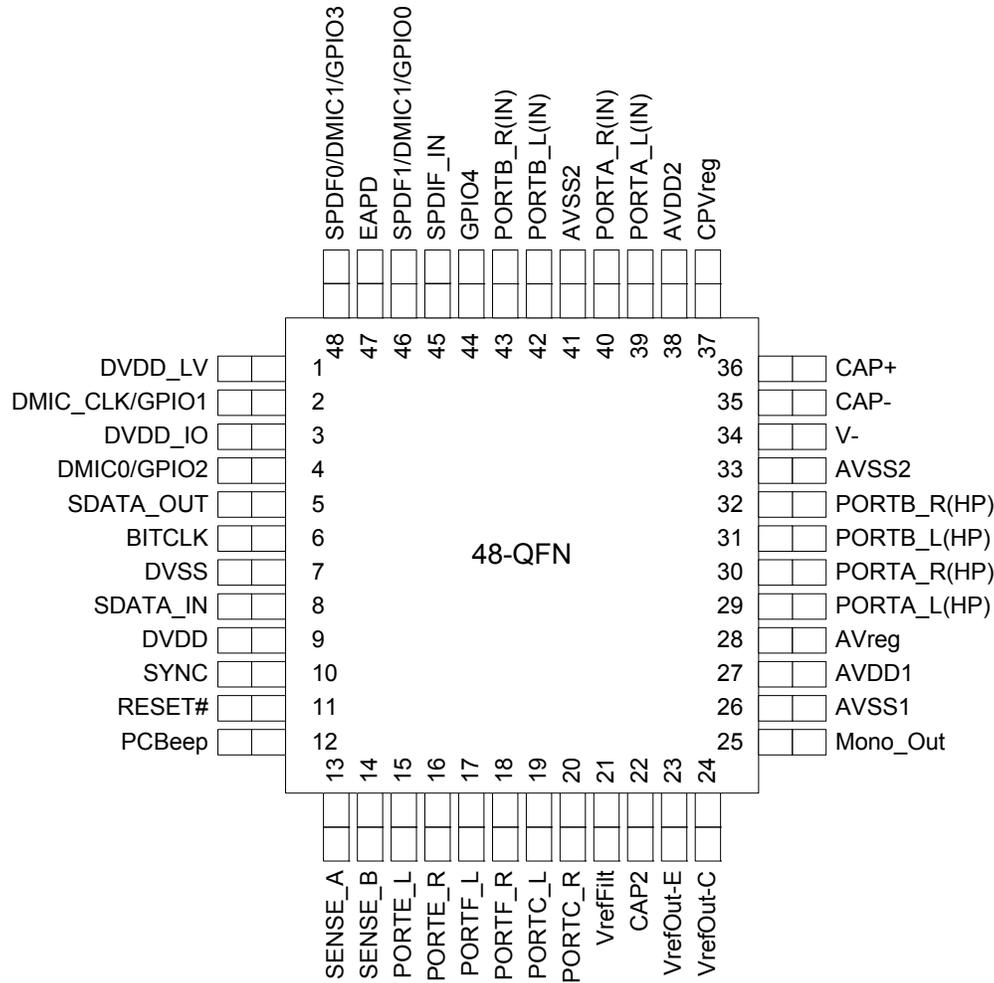 SPDF0/DMIC1/GPIO3
EAPD
SPDF1/DMIC1/GPIO0
SPDIF_IN
GPIO4
PORTB_R(IN)
PORTB_L(IN)
AVSS2
PORTA_R(IN)
PORTA_L(IN)
AVDD2
CPVreg
48
47
46
45
44
43
42
41
40
39
38
37
DVDD_LV 1
DMIC_CLK/GPIO1 2
DVDD_IO 3
DMIC0/GPIO2 4
SDATA_OUT 5
BITCLK 6
DVSS 7
SDATA_IN 8
DVDD 9
SYNC 10
RESET# 11
PCBeep 12
48-QFN
36 CAP+
35 CAP-
34 V-
33 AVSS2
32 PORTB_R(HP)
31 PORTB_L(HP)
30 PORTA_R(HP)
29 PORTA_L(HP)
28 AVreg
27 AVDD1
26 AVSS1
25 Mono_Out
13
14
15
16
17
18
19
20
21
22
23
24
SENSE_A
SENSE_B
PORTE_L
PORTE_R
PORTF_L
PORTF_R
PORTC_L
PORTC_R
VrefFilt
CAP2
VrefOut-E
VrefOut-C